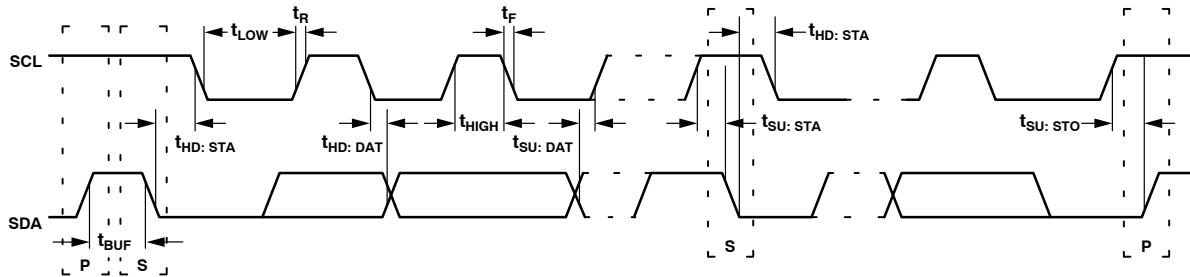 tR
tF
tLOW
tHD: STA
SCL
tHD: STA
tHD: DAT
tHIGH
tSU: DAT
tSU: STA
tSU: STO
SDA
tBUF
P
S
S
P